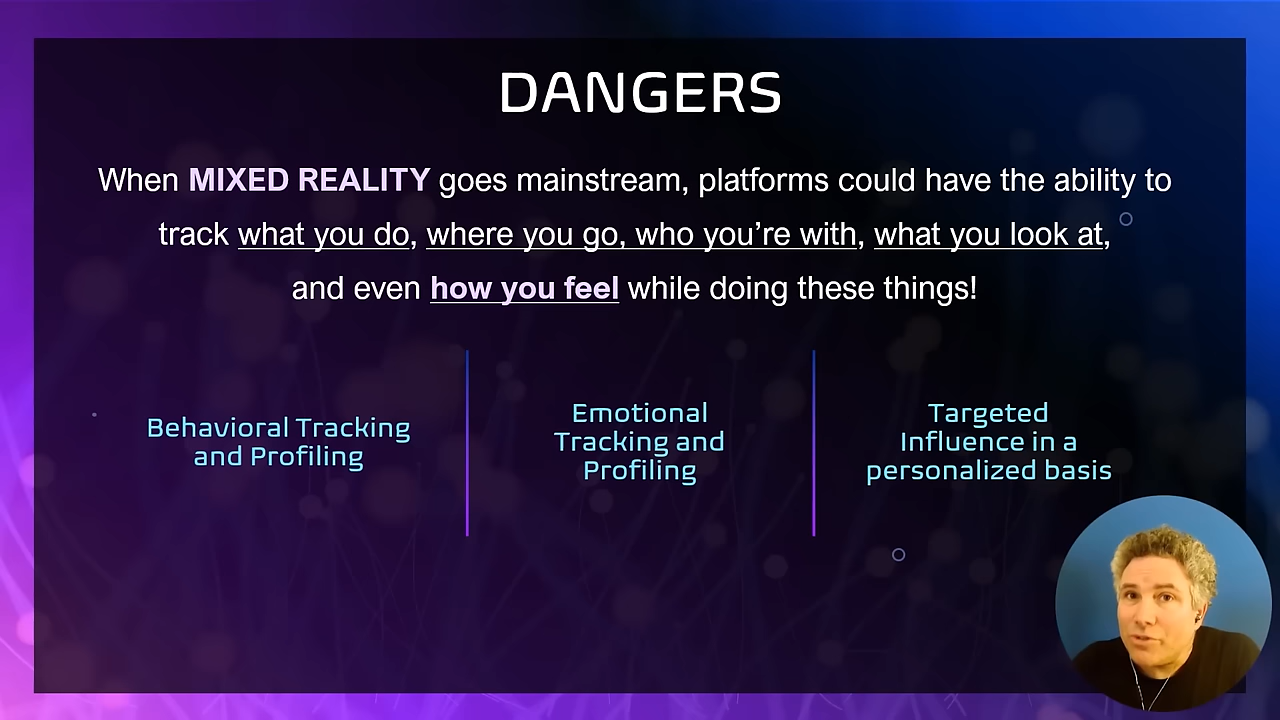 DANGERS
When MIXED REALITY goes mainstream, platforms could have the ability to
track what you do, where you go, who you’re with, what you look at,
and even how you feel while doing these things!
Behavioral Tracking
and Profiling
Emotional
Tracking and
Profiling
Targeted
Influence in a
personalized basis